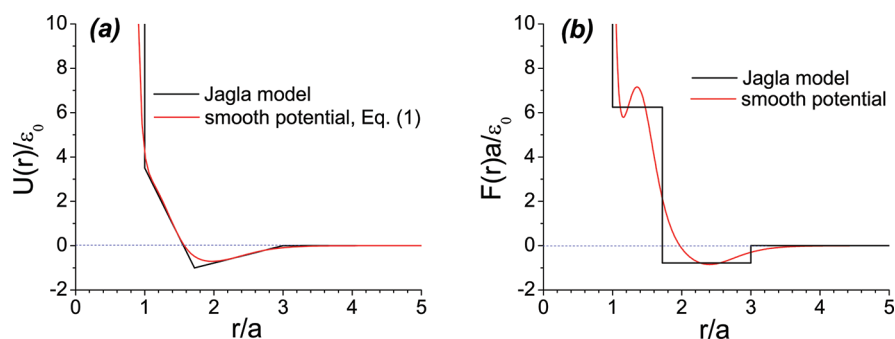 (a)
10
8
6
4
2
0
-2
U(r)/ε₀
Jagla model
smooth potential, Eq. (1)
0 1 2 3 4 5
r/a
(b)
10
8
6
4
2
0
-2
F(r)a/ε₀
Jagla model
smooth potential
0 1 2 3 4 5
r/a